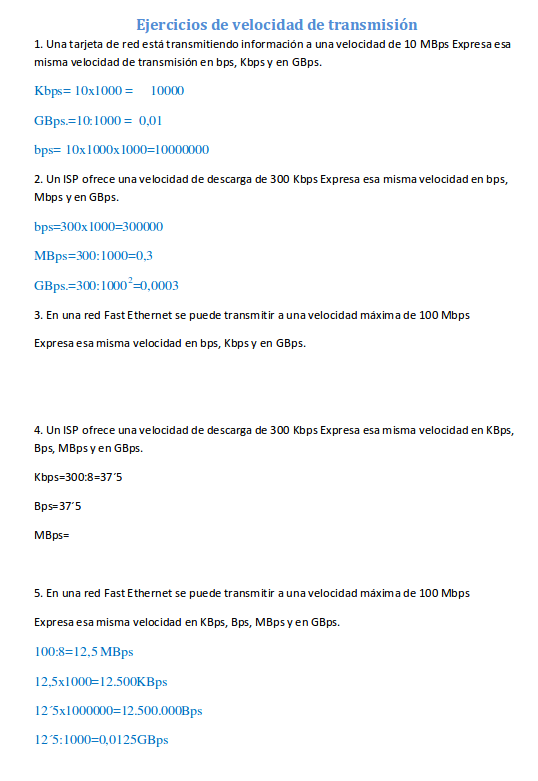 Ejercicios de velocidad de transmisión
1. Una tarjeta de red está transmitiendo información a una velocidad de 10 MBps Expresa esa
misma velocidad de transmisión en bps, Kbps y en GBps.
Kbps= 10x1000 = 10000
GBps.=10:1000 = 0,01
bps= 10x1000x1000=10000000
2. Un ISP ofrece una velocidad de descarga de 300 Kbps Expresa esa misma velocidad en bps,
Mbps y en GBps.
bps=300x1000=300000
MBps=300:1000=0,3
GBps.=300:1000²=0,0003
3. En una red Fast Ethernet se puede transmitir a una velocidad máxima de 100 Mbps
Expresa esa misma velocidad en bps, Kbps y en GBps.
4. Un ISP ofrece una velocidad de descarga de 300 Kbps Expresa esa misma velocidad en KBps,
Bps, MBps y en GBps.
Kbps=300:8=37´5
Bps=37´5
MBps=
5. En una red Fast Ethernet se puede transmitir a una velocidad máxima de 100 Mbps
Expresa esa misma velocidad en KBps, Bps, MBps y en GBps.
100:8=12,5 MBps
12,5x1000=12.500KBps
12´5x1000000=12.500.000Bps
12´5:1000=0,0125GBps